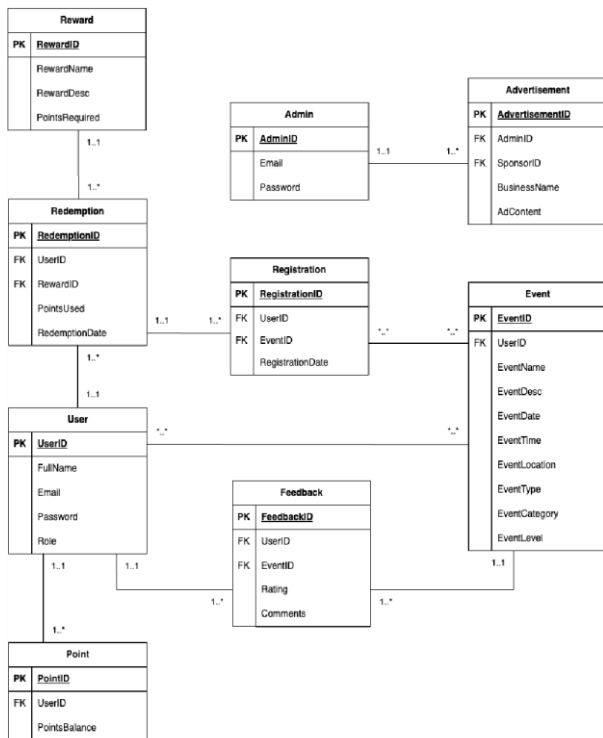 Reward
PK RewardID
RewardName
RewardDesc
PointsRequired
1..1
1..*
Redemption
PK RedemptionID
FK UserID
FK RewardID
PointsUsed
RedemptionDate
1..1
1..*
1..*
1..1
User
PK UserID
FullName
Email
Password
Role
*..*
*..*
1..1
1..1
1..*
Point
PK PointID
FK UserID
PointsBalance
Admin
PK AdminID
Email
Password
1..1
1..*
Advertisement
PK AdvertisementID
FK AdminID
FK SponsorID
BusinessName
AdContent
Registration
PK RegistrationID
FK UserID
FK EventID
RegistrationDate
*..*
*..*
Event
PK EventID
FK UserID
EventName
EventDesc
EventDate
EventTime
EventLocation
EventType
EventCategory
EventLevel
1..1
Feedback
PK FeedbackID
FK UserID
FK EventID
Rating
Comments
1..*
1..*